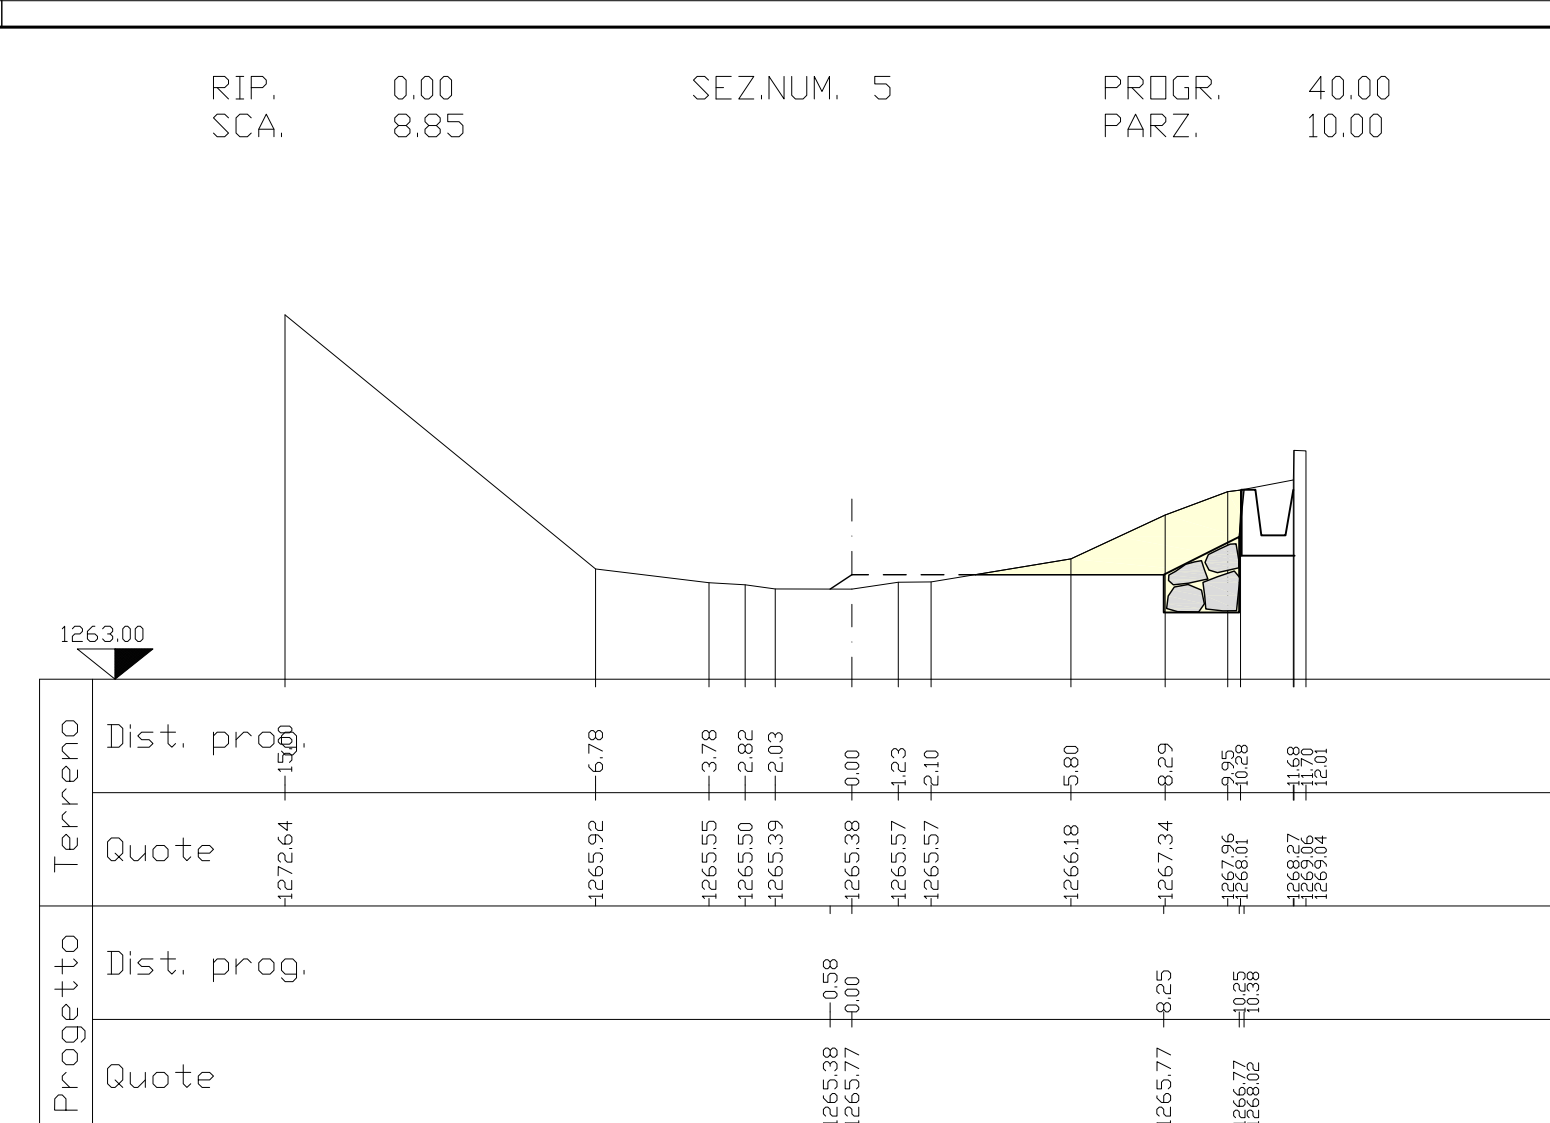 RIP. 0.00 SEZ.NUM. 5 PROGR. 40.00
SCA. 8.85 PARZ. 10.00
1263.00
Terreno
Dist. prog. -15.00 -6.78 -3.78 -2.82 -2.03 0.00 1.23 2.10 5.80 8.29 9.95 10.28 11.68 11.70 12.01
Quote 1272.64 1265.92 1265.55 1265.50 1265.39 1265.38 1265.57 1265.57 1266.18 1267.34 1267.96 1268.01 1268.27 1269.06 1269.04
Progetto
Dist. prog. -0.58 0.00 8.25 10.25 10.38
Quote 1265.38 1265.77 1265.77 1266.77 1268.02